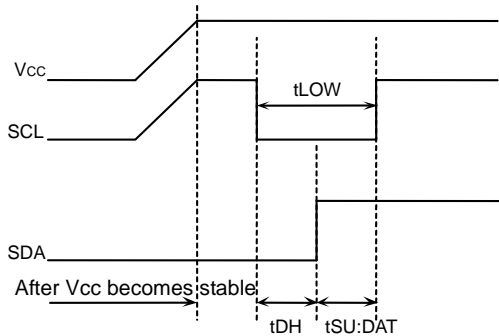 Vcc
tLOW
SCL
SDA
After Vcc becomes stable
tDH
tSU:DAT